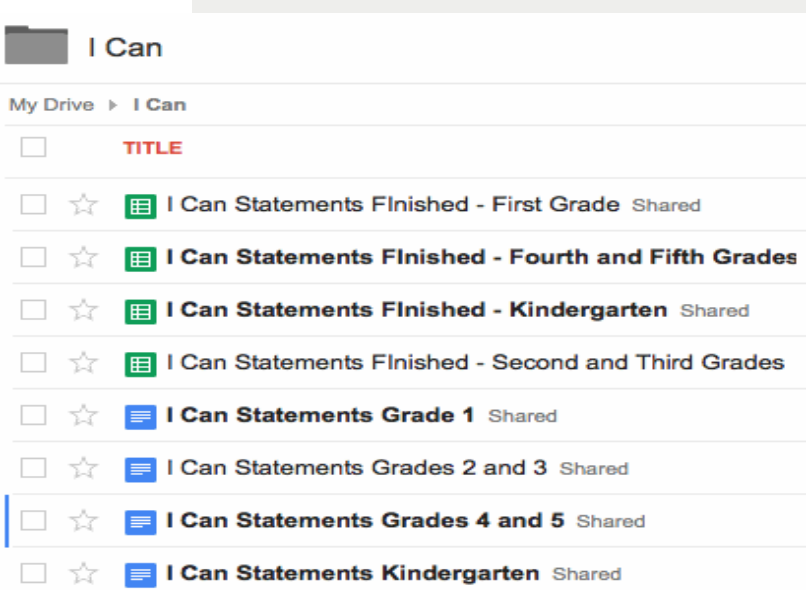 I Can
My Drive ▸ I Can
TITLE
I Can Statements FInished - First Grade Shared
I Can Statements FInished - Fourth and Fifth Grades
I Can Statements FInished - Kindergarten Shared
I Can Statements FInished - Second and Third Grades
I Can Statements Grade 1 Shared
I Can Statements Grades 2 and 3 Shared
I Can Statements Grades 4 and 5 Shared
I Can Statements Kindergarten Shared